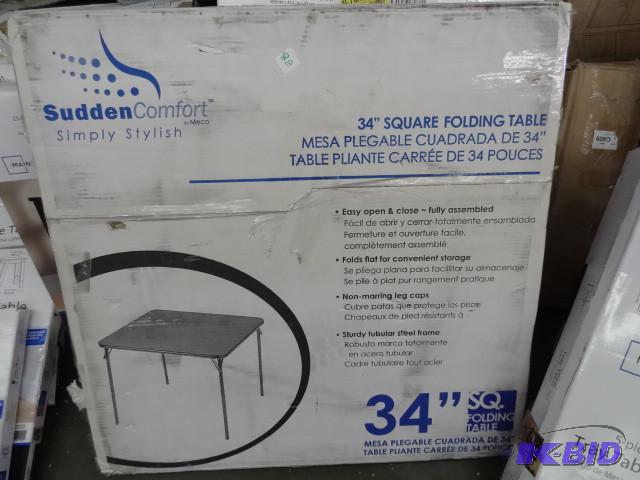 SuddenComfort™
by Meco
Simply Stylish
34" SQUARE FOLDING TABLE
MESA PLEGABLE CUADRADA DE 34"
TABLE PLIANTE CARRÉE DE 34 POUCES
• Easy open & close ~ fully assembled
Fácil de abrir y cerrar-totalmente ensamblada
Fermeture et ouverture facile,
complètement assemblé
• Folds flat for convenient storage
Se pliega plana para facilitar su almacenaje
Se plie à plat pur rangement pratique
• Non-marring leg caps
Cubre patas que protege los pisos
Chapeaux de pied résistants à
• Sturdy tubular steel frame
Robusto marco totalmente
en acero tubular
Cadre tubulaire tout acier
34" SQ.
FOLDING
TABLE
MESA PLEGABLE CUADRADA DE 34"
TABLE PLIANTE CARRÉE DE 34 POUCES
MAIN
C409
K-BID